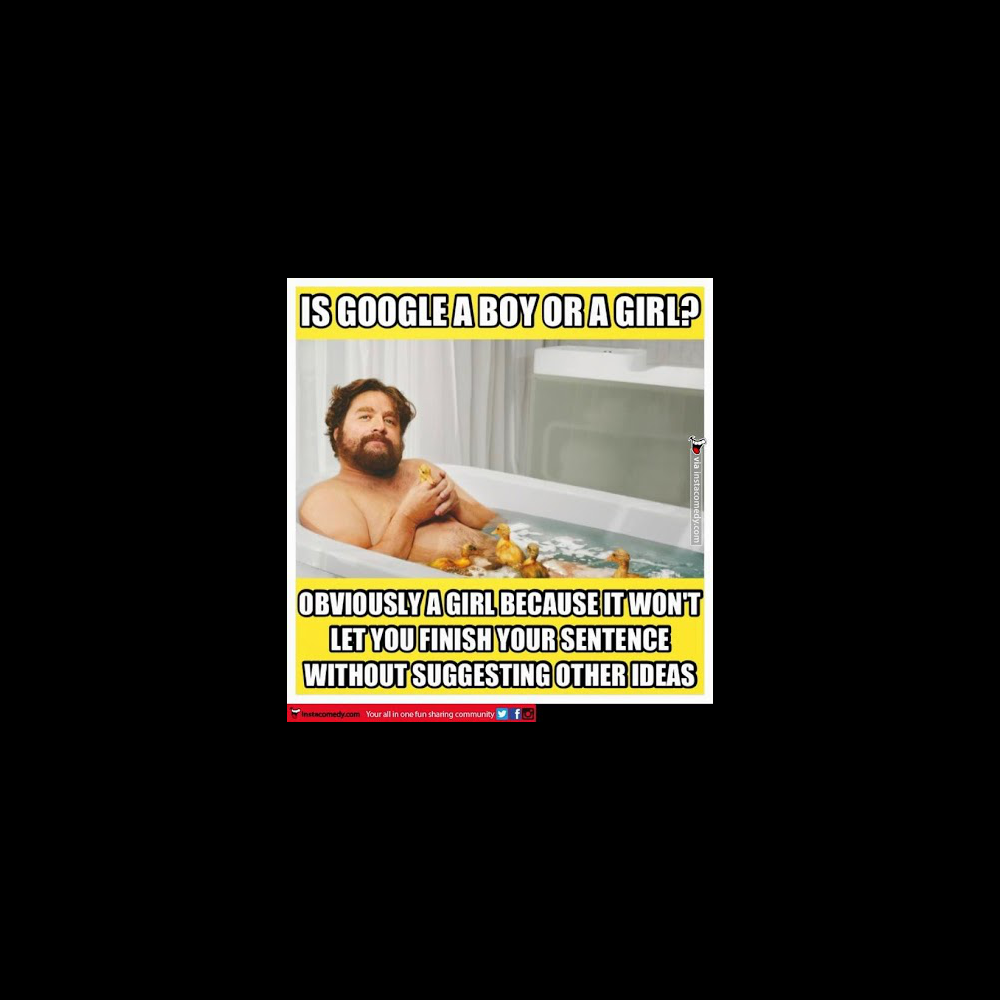 IS GOOGLE A BOY OR A GIRL?
via instacomedy.com
OBVIOUSLY A GIRL BECAUSE IT WON'T
LET YOU FINISH YOUR SENTENCE
WITHOUT SUGGESTING OTHER IDEAS
instacomedy.com Your all in one fun sharing community